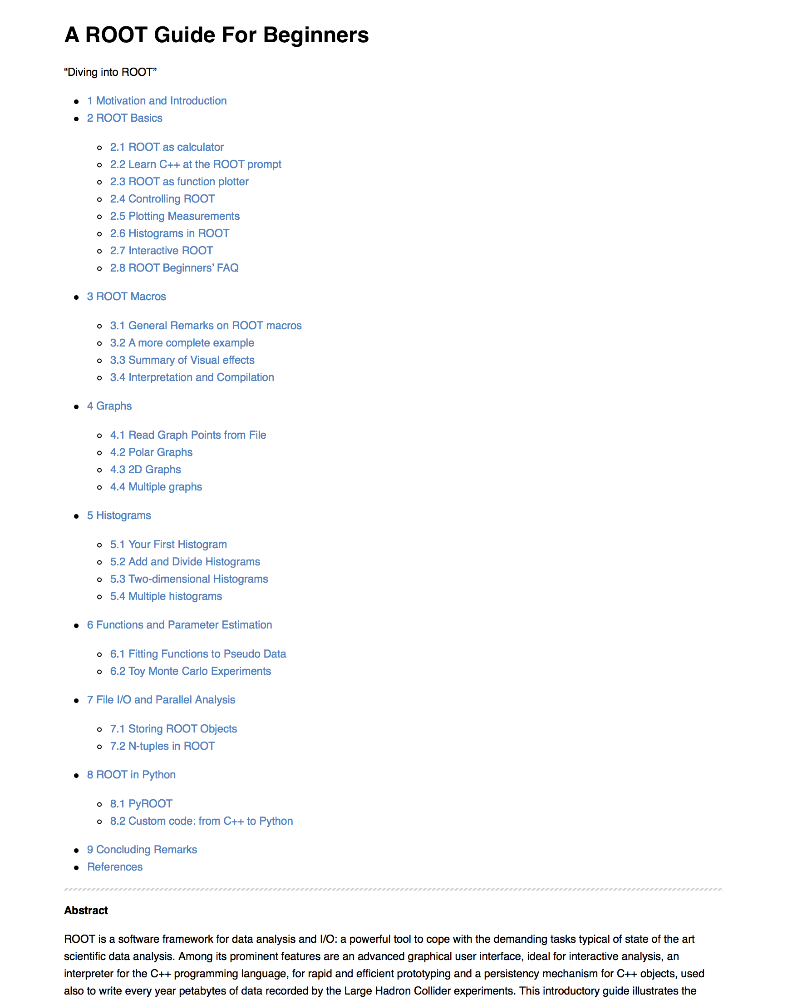 A ROOT Guide For Beginners
“Diving into ROOT”
1 Motivation and Introduction
2 ROOT Basics
2.1 ROOT as calculator
2.2 Learn C++ at the ROOT prompt
2.3 ROOT as function plotter
2.4 Controlling ROOT
2.5 Plotting Measurements
2.6 Histograms in ROOT
2.7 Interactive ROOT
2.8 ROOT Beginners’ FAQ
3 ROOT Macros
3.1 General Remarks on ROOT macros
3.2 A more complete example
3.3 Summary of Visual effects
3.4 Interpretation and Compilation
4 Graphs
4.1 Read Graph Points from File
4.2 Polar Graphs
4.3 2D Graphs
4.4 Multiple graphs
5 Histograms
5.1 Your First Histogram
5.2 Add and Divide Histograms
5.3 Two-dimensional Histograms
5.4 Multiple histograms
6 Functions and Parameter Estimation
6.1 Fitting Functions to Pseudo Data
6.2 Toy Monte Carlo Experiments
7 File I/O and Parallel Analysis
7.1 Storing ROOT Objects
7.2 N-tuples in ROOT
8 ROOT in Python
8.1 PyROOT
8.2 Custom code: from C++ to Python
9 Concluding Remarks
References
Abstract
ROOT is a software framework for data analysis and I/O: a powerful tool to cope with the demanding tasks typical of state of the art
scientific data analysis. Among its prominent features are an advanced graphical user interface, ideal for interactive analysis, an
interpreter for the C++ programming language, for rapid and efficient prototyping and a persistency mechanism for C++ objects, used
also to write every year petabytes of data recorded by the Large Hadron Collider experiments. This introductory guide illustrates the